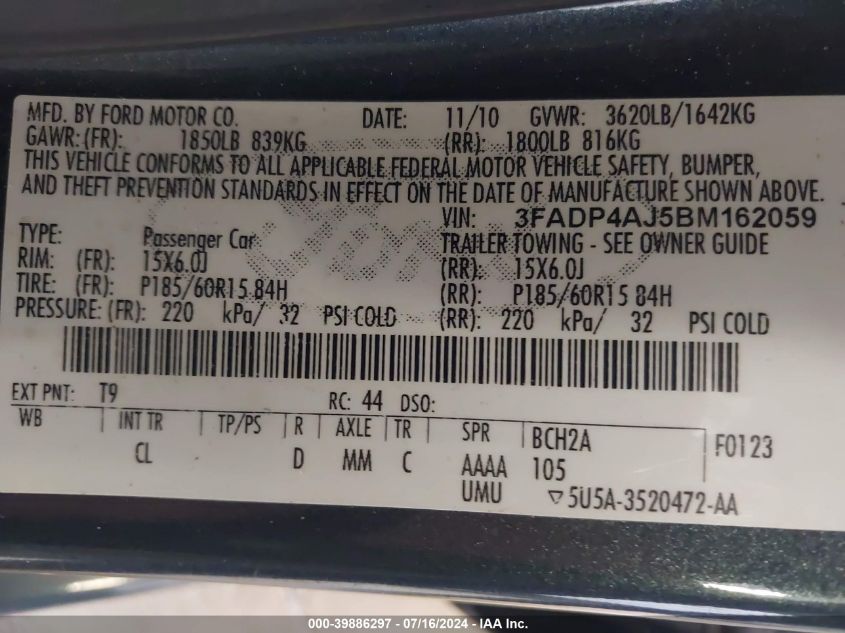 MFD. BY FORD MOTOR CO. DATE: 11/10 GVWR: 3620LB/1642KG
GAWR: (FR): 1850LB 839KG (RR): 1800LB 816KG
THIS VEHICLE CONFORMS TO ALL APPLICABLE FEDERAL MOTOR VEHICLE SAFETY, BUMPER,
AND THEFT PREVENTION STANDARDS IN EFFECT ON THE DATE OF MANUFACTURE SHOWN ABOVE.
VIN: 3FADP4AJ5BM162059
TYPE: Passenger Car TRAILER TOWING - SEE OWNER GUIDE
RIM: (FR): 15X6.0J (RR): 15X6.0J
TIRE: (FR): P185/60R15 84H (RR): P185/60R15 84H
PRESSURE: (FR): 220 kPa/ 32 PSI COLD (RR): 220 kPa/ 32 PSI COLD
EXT PNT: T9 RC: 44 DSO:
WB INT TR TP/PS R AXLE TR SPR BCH2A F0123
CL D MM C AAAA 105
UMU 5U5A-3520472-AA
000-39886297 - 07/16/2024 - IAA Inc.